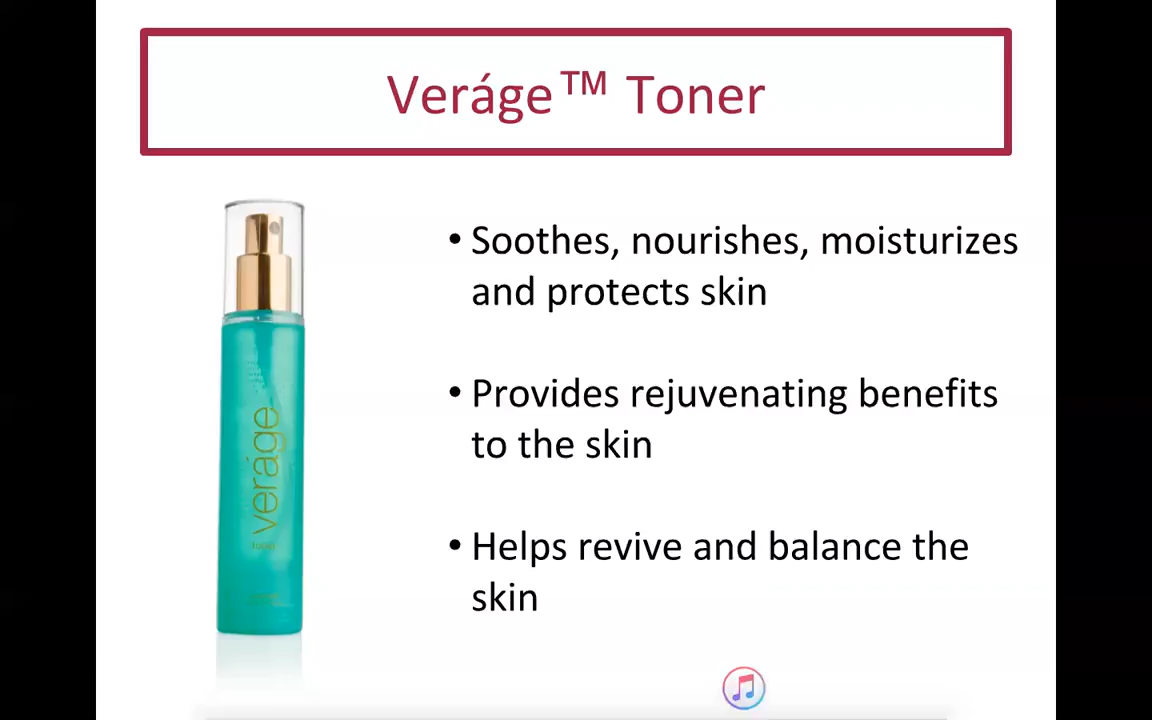 Veráge™ Toner
• Soothes, nourishes, moisturizes
and protects skin
• Provides rejuvenating benefits
to the skin
• Helps revive and balance the
skin
veráge